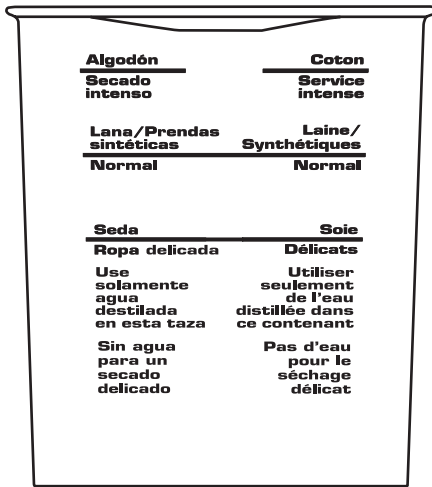 Algodón Coton
Secado Service
intenso intense
Lana/Prendas Laine/
sintéticas Synthétiques
Normal Normal
Seda Soie
Ropa delicada Délicats
Use Utiliser
solamente seulement
agua de l'eau
destilada distillée dans
en esta taza ce contenant
Sin agua Pas d'eau
para un pour le
secado séchage
delicado délicat